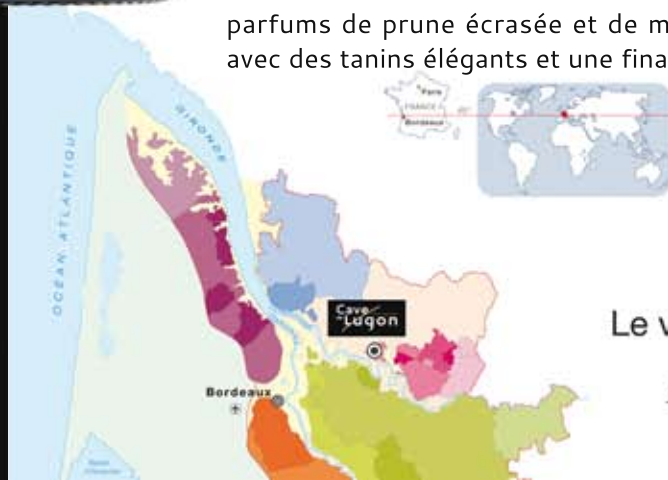 parfums de prune écrasée et de m
avec des tanins élégants et une fina
Paris
FRANCE
Bordeaux
GIRONDE
OCEAN ATLANTIQUE
Cave
de Lugon
Le v
Bordeaux